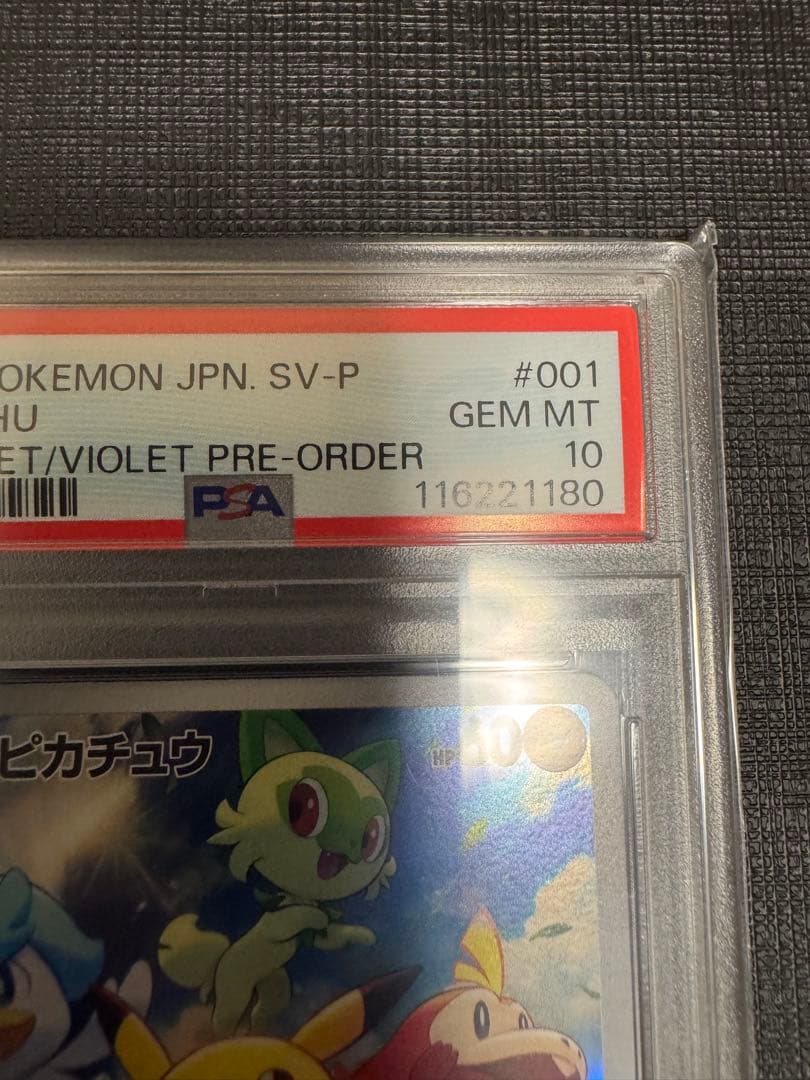 OKEMON JPN. SV-P #001
HU GEM MT
ET/VIOLET PRE-ORDER 10
PSA 116221180
ピカチュウ HP 60